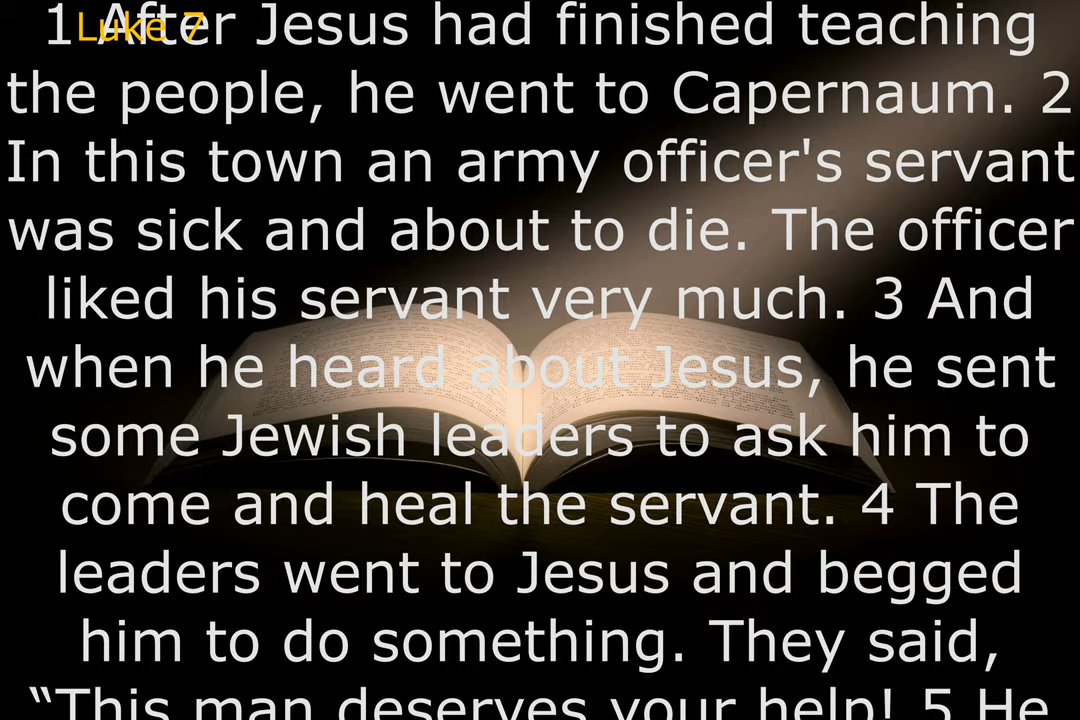 Luke 7
1 After Jesus had finished teaching
the people, he went to Capernaum. 2
In this town an army officer's servant
was sick and about to die. The officer
liked his servant very much. 3 And
when he heard about Jesus, he sent
some Jewish leaders to ask him to
come and heal the servant. 4 The
leaders went to Jesus and begged
him to do something. They said,
“This man deserves your help! 5 He